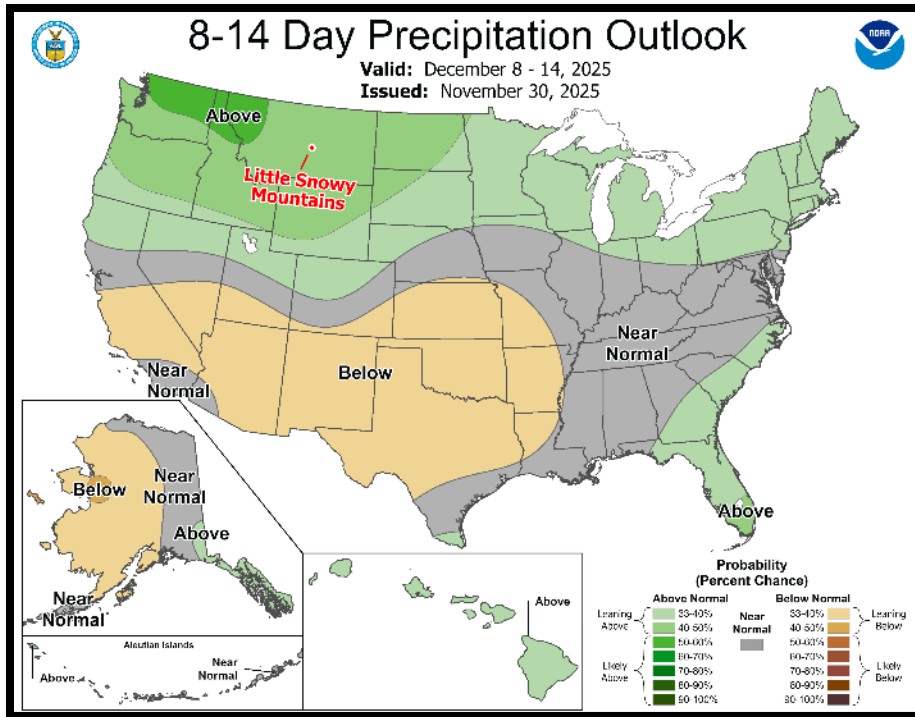 8-14 Day Precipitation Outlook
Valid: December 8 - 14, 2025
Issued: November 30, 2025
NOAA
Above
Little Snowy
Mountains
Near
Normal
Below
Near
Normal
Above
Below
Near
Normal
Above
Near
Normal
Aleutian Islands
Above
Near
Normal
Above
Probability
(Percent Chance)
Above Normal
Below Normal
Near
Normal
Leaning
Above
Likely
Above
33-40%
40-50%
50-60%
60-70%
70-80%
80-90%
90-100%
33-40%
40-50%
50-60%
60-70%
70-80%
80-90%
90-100%
Leaning
Below
Likely
Below